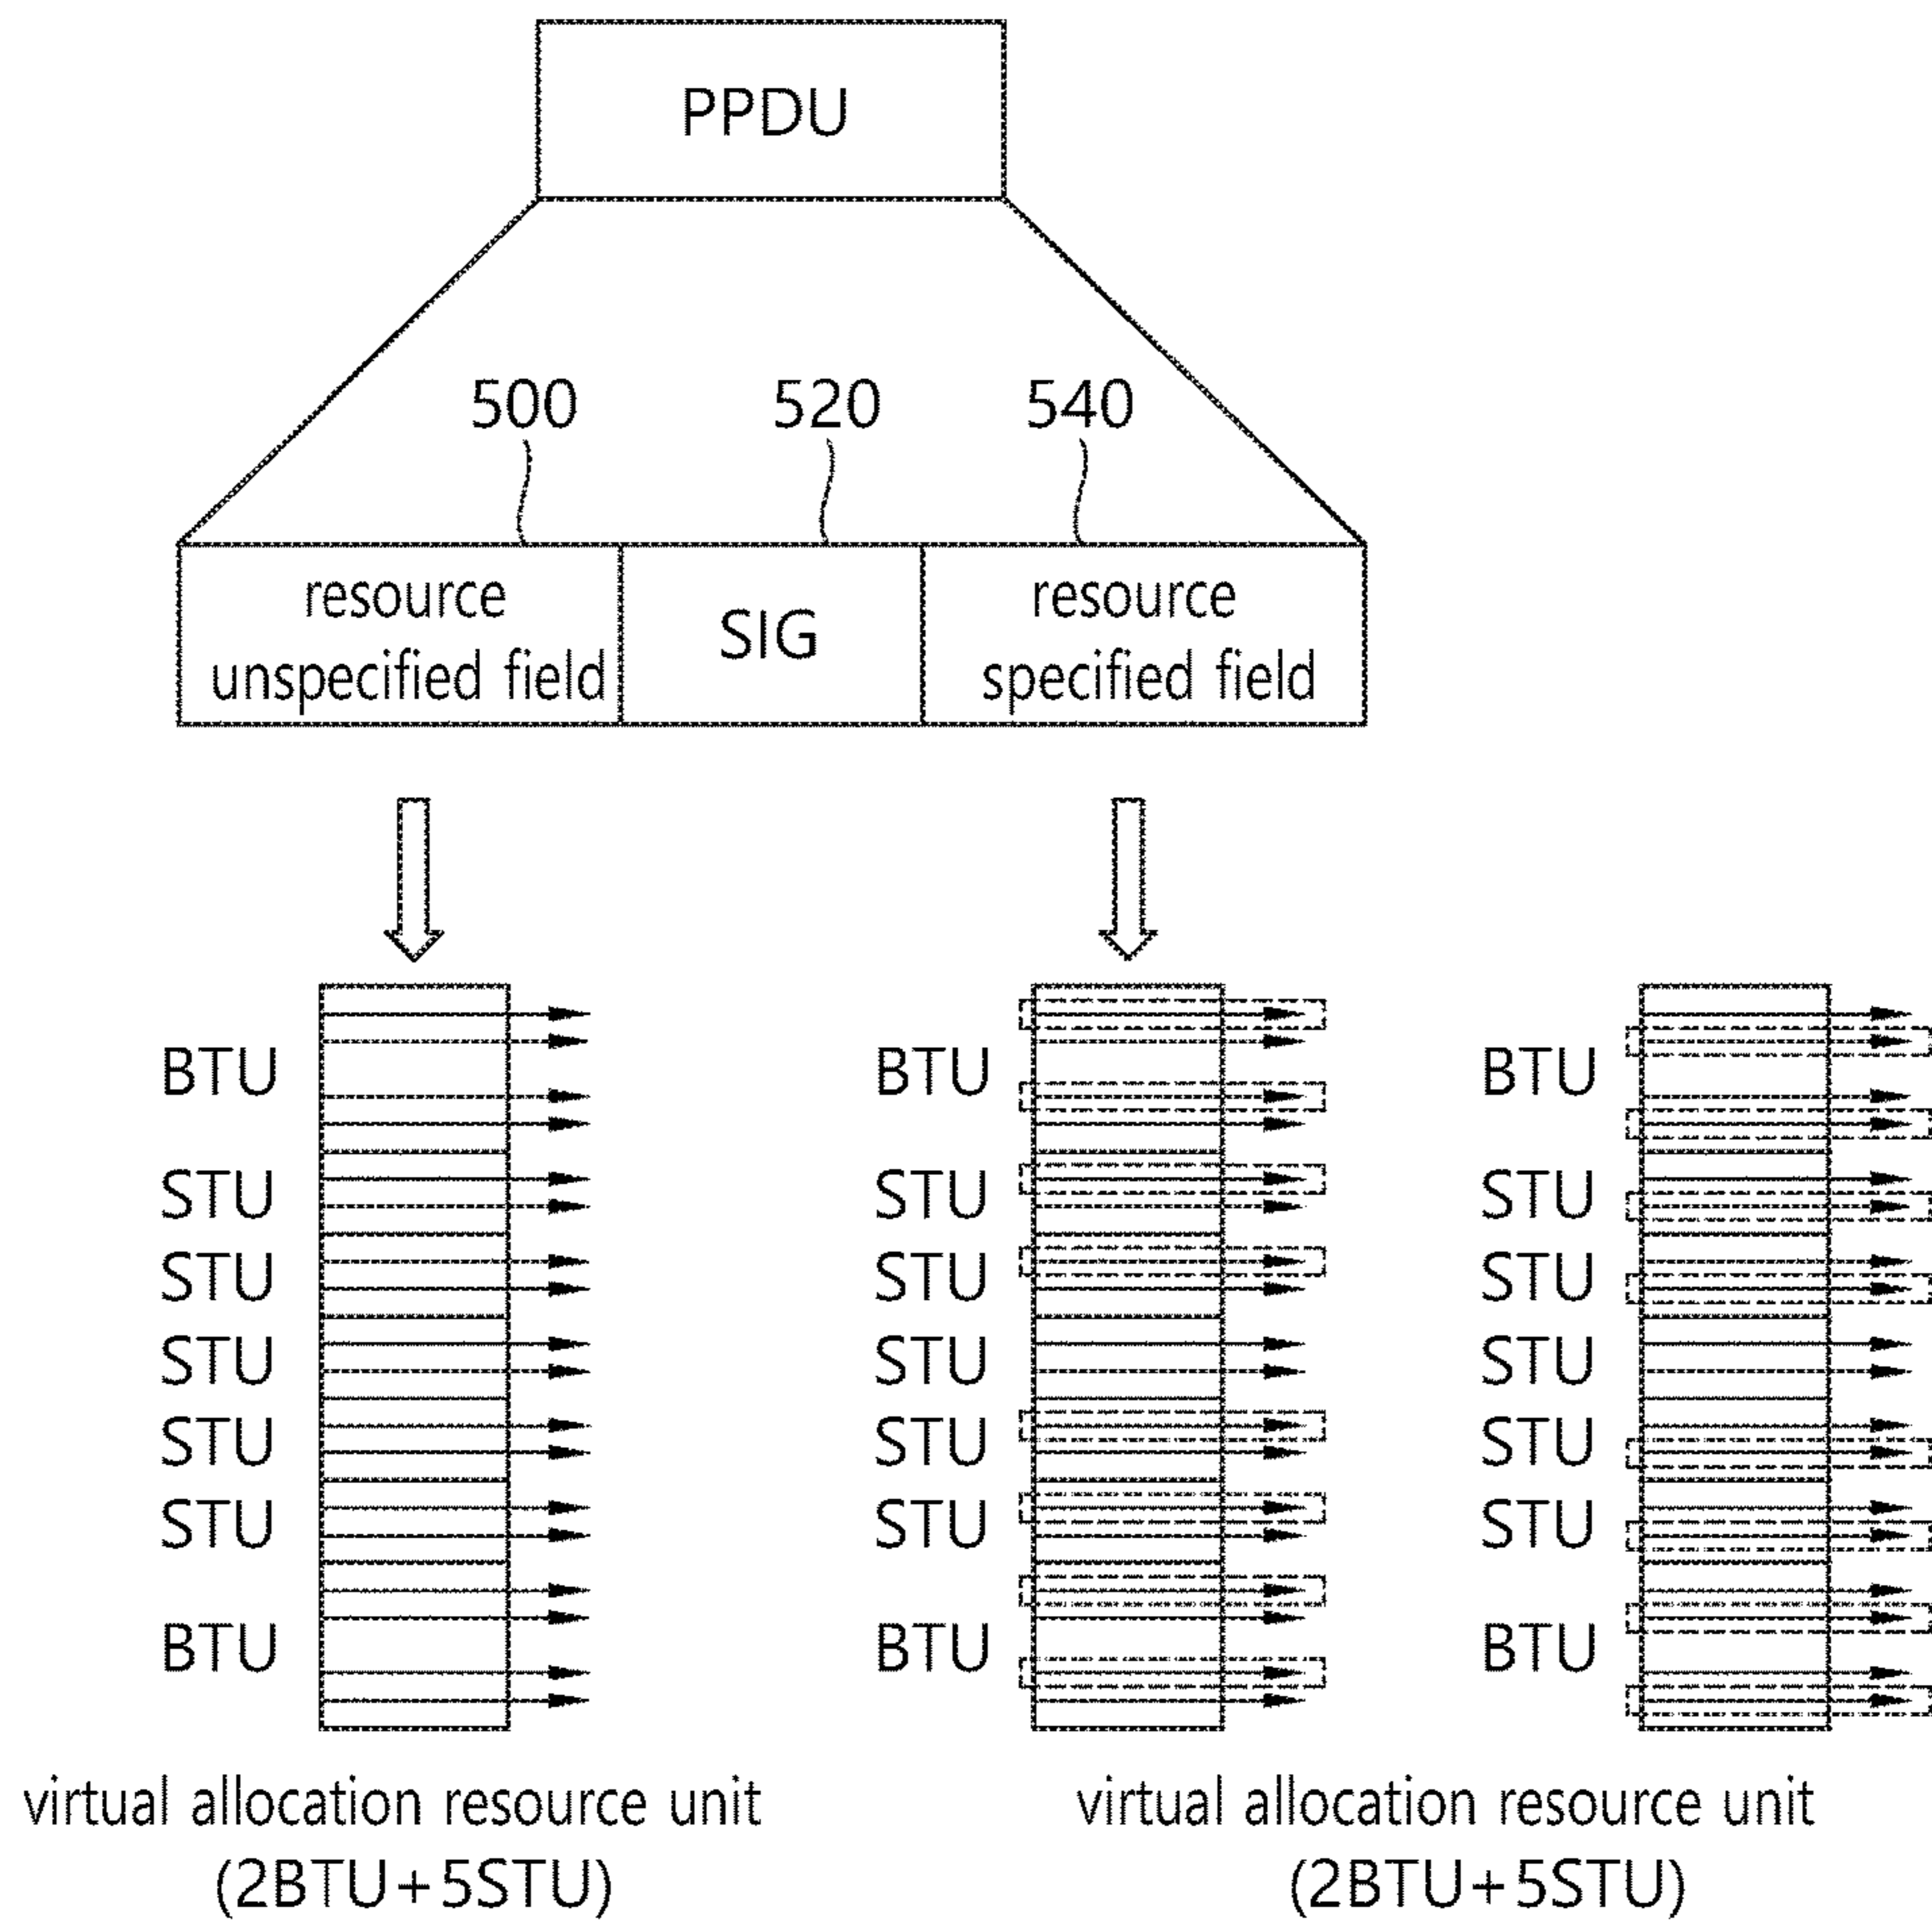 PPDU
500
520
540
resource
unspecified field
SIG
resource
specified field
BTU
STU
STU
STU
STU
STU
BTU
BTU
STU
STU
STU
STU
STU
BTU
BTU
STU
STU
STU
STU
STU
BTU
virtual allocation resource unit
(2BTU+5STU)
virtual allocation resource unit
(2BTU+5STU)